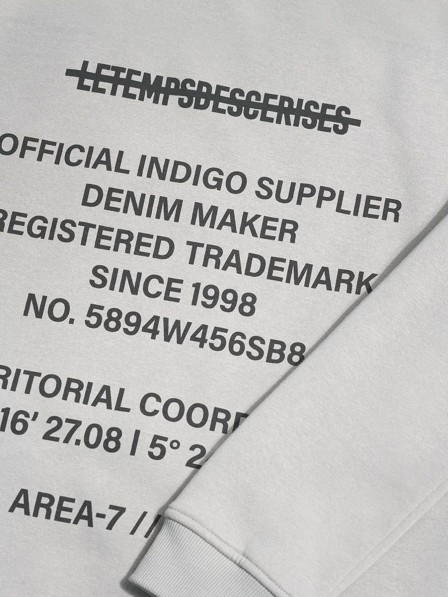 LETEMPSDESCERISES
OFFICIAL INDIGO SUPPLIER
DENIM MAKER
REGISTERED TRADEMARK
SINCE 1998
NO. 5894W456SB8
RITORIAL COOR
16' 27.08 | 5° 2
AREA-7 //